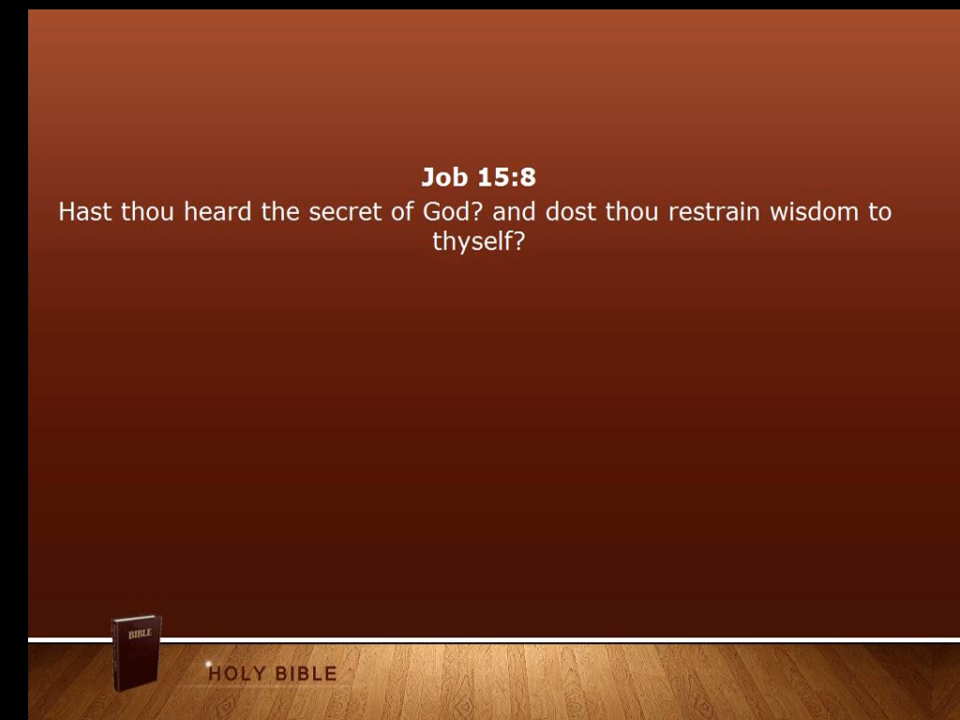 Job 15:8
Hast thou heard the secret of God? and dost thou restrain wisdom to
thyself?
BIBLE
HOLY BIBLE